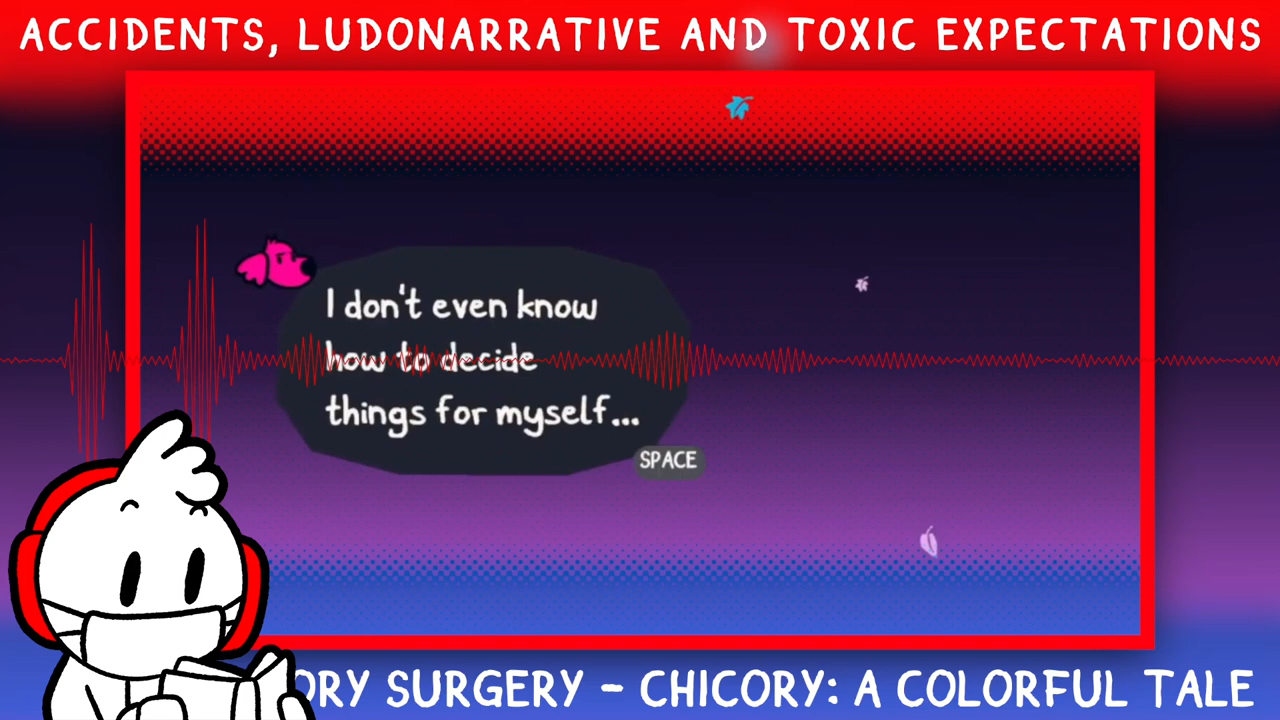 ACCIDENTS, LUDONARRATIVE AND TOXIC EXPECTATIONS
I don't even know
how to decide
things for myself...
SPACE
ORY SURGERY - CHICORY: A COLORFUL TALE